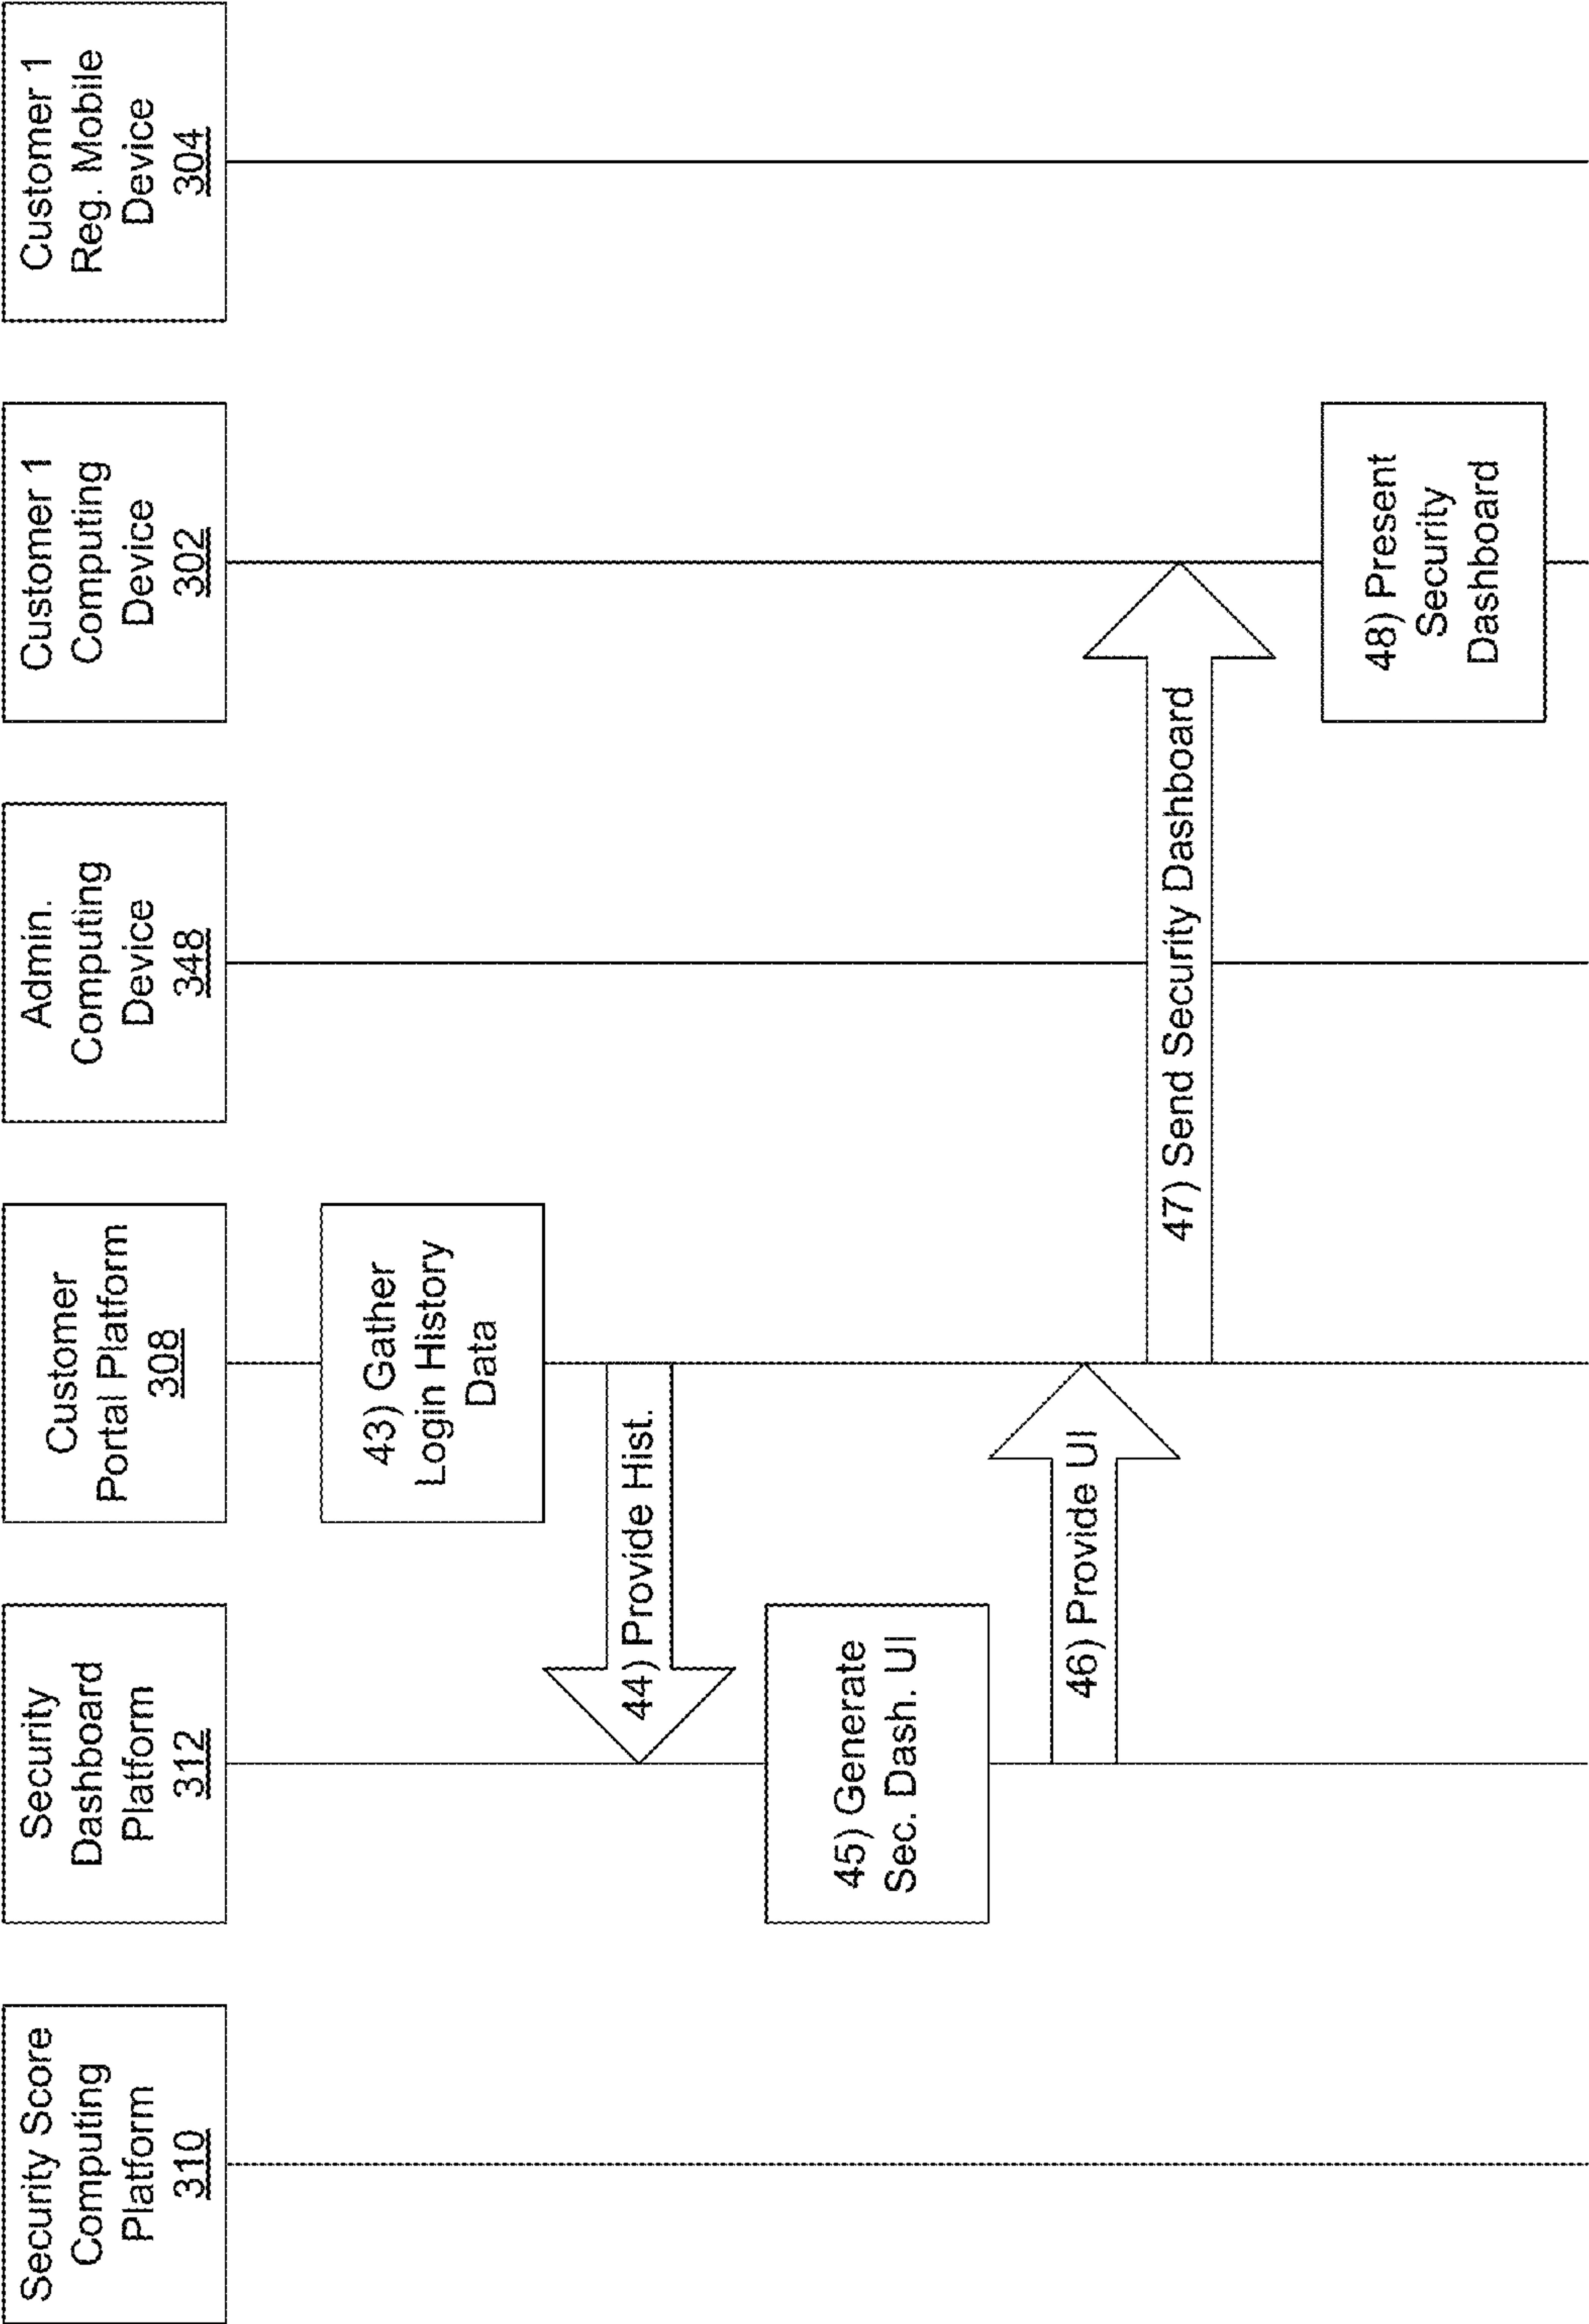 Security Score
Computing
Platform
310
Security
Dashboard
Platform
312
Customer
Portal Platform
308
Admin.
Computing
Device
348
Customer 1
Computing
Device
302
Customer 1
Reg. Mobile
Device
304
43) Gather
Login History
Data
44) Provide Hist.
45) Generate
Sec. Dash. UI
46) Provide UI
47) Send Security Dashboard
48) Present
Security
Dashboard